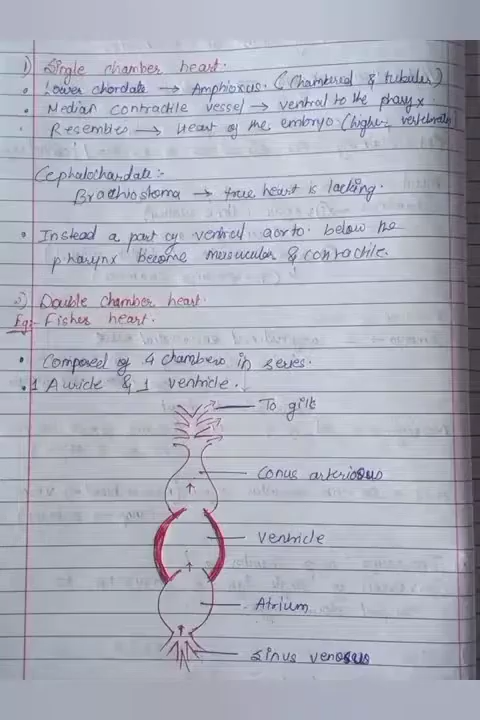 1) Single chamber heart.
• Lower chordate → Amphioxus. (Chambered & tubular)
• Median contractile vessel → ventral to the pharyx
• Resembles → Heart of the embryo (higher vertebrates
Cephalochordate:-
Brachiostoma → true heart is lacking.
• Instead a part of ventral aorta below the
pharynx become muscular & contractile.
2) Double chamber heart.
Eg:- Fishes heart.
• Composed of 4 chambers in series.
• 1 Auricle & 1 ventricle.
To gills
Conus arteriosus
Ventricle
Atrium
Sinus venosus